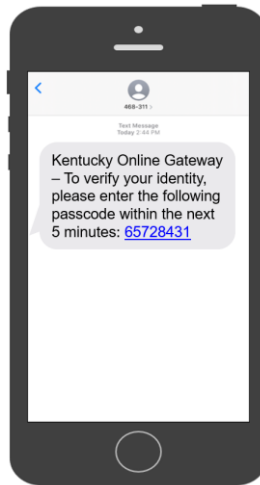 468-311 >
Text Message
Today 2:44 PM
Kentucky Online Gateway
– To verify your identity,
please enter the following
passcode within the next
5 minutes: 65728431